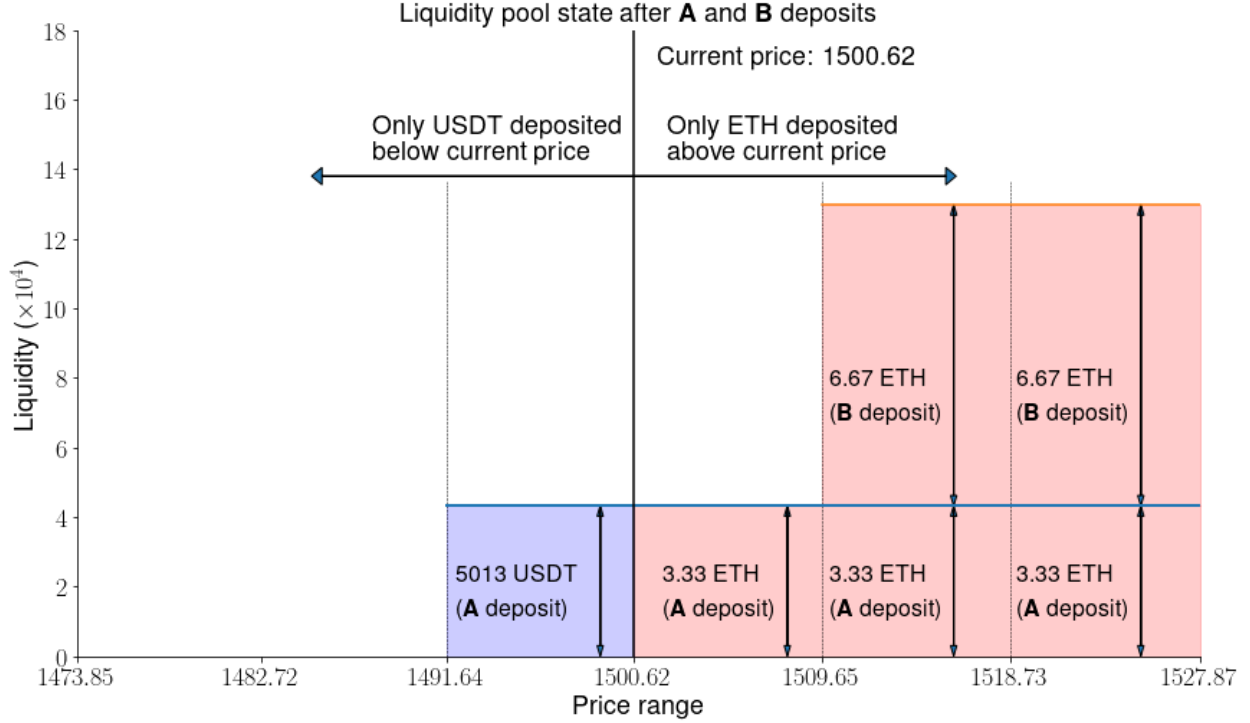 Liquidity pool state after A and B deposits
Current price: 1500.62
Only USDT deposited
below current price
Only ETH deposited
above current price
Liquidity (×10⁴)
18
16
14
12
10
8
6
4
2
0
6.67 ETH
(B deposit)
6.67 ETH
(B deposit)
5013 USDT
(A deposit)
3.33 ETH
(A deposit)
3.33 ETH
(A deposit)
3.33 ETH
(A deposit)
1473.85 1482.72 1491.64 1500.62 1509.65 1518.73 1527.87
Price range